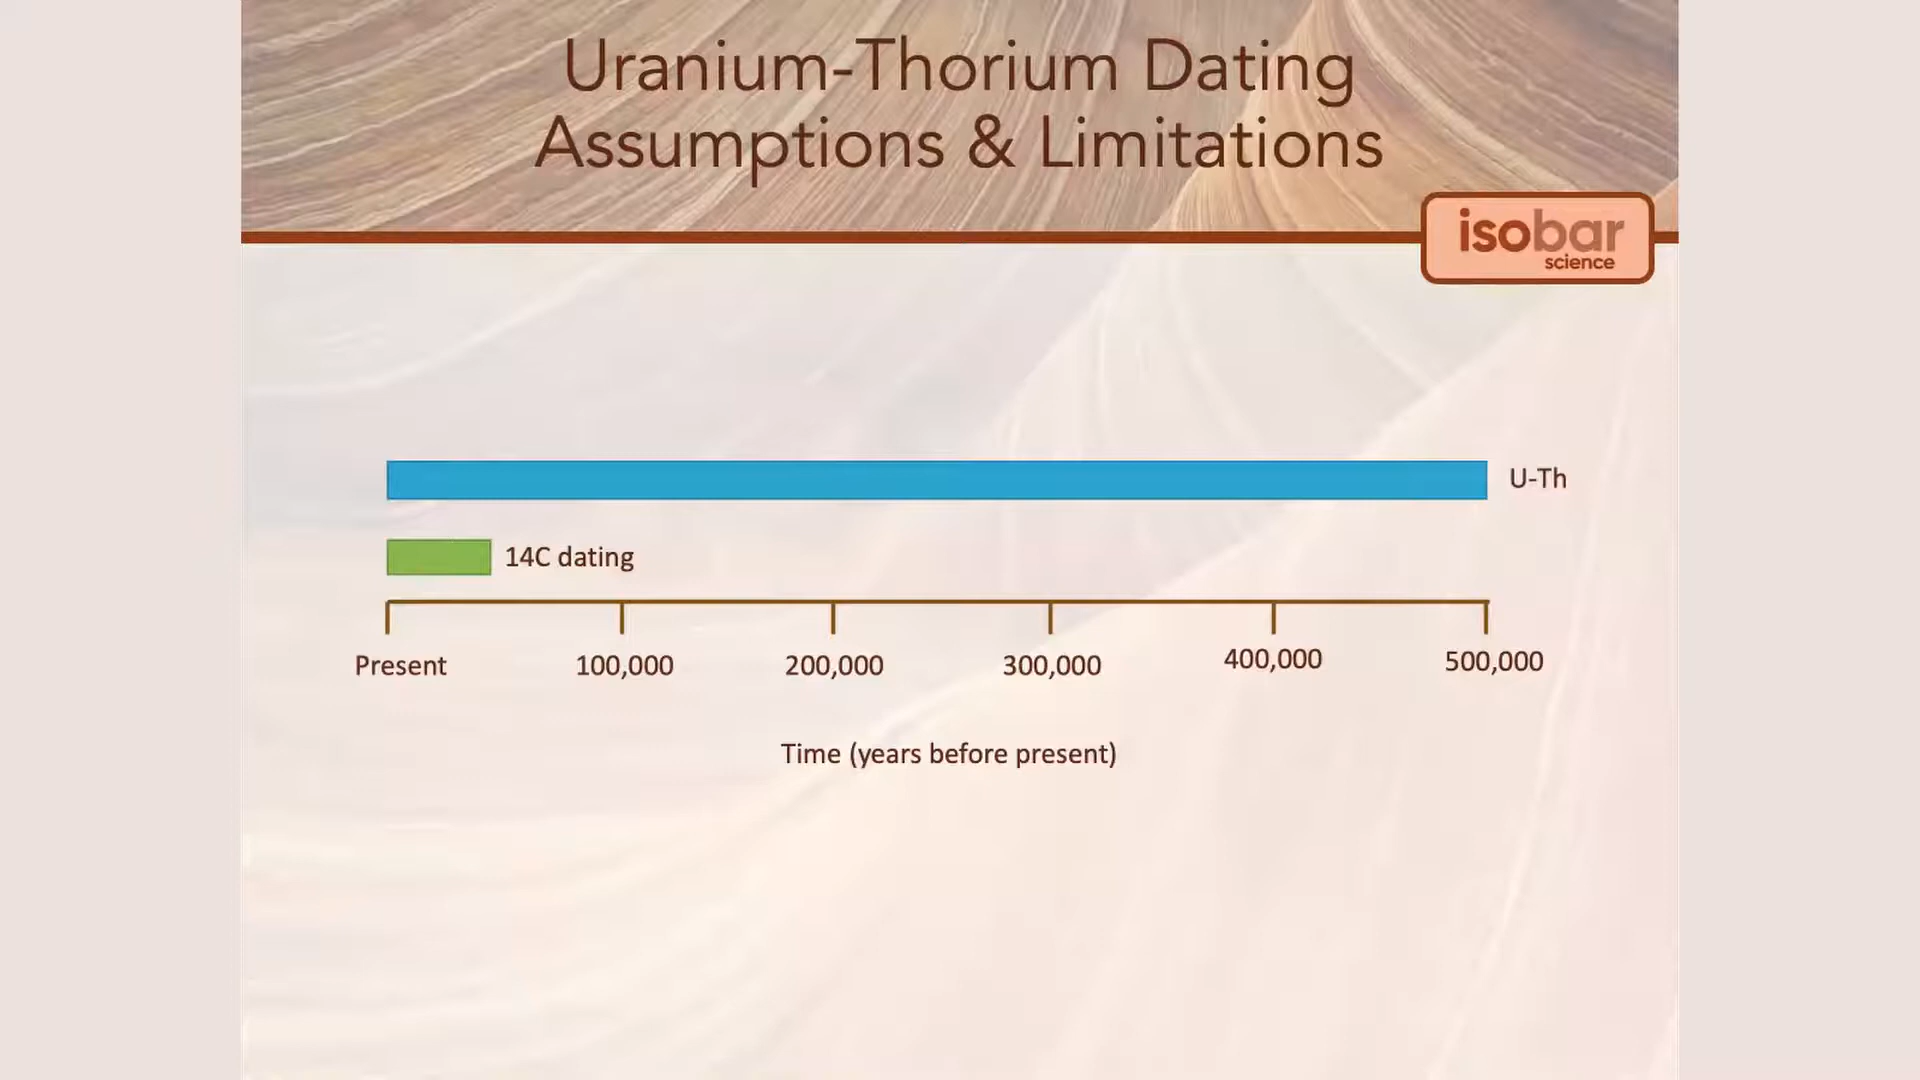 Uranium-Thorium Dating
Assumptions & Limitations
isobar
science
U-Th
14C dating
Present 100,000 200,000 300,000 400,000 500,000
Time (years before present)